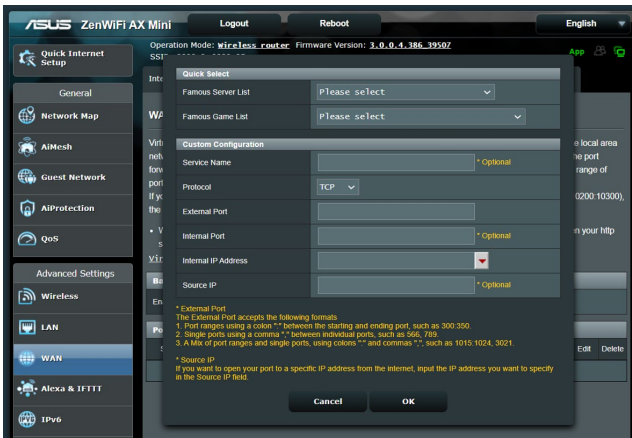 ASUS ZenWiFi AX Mini Logout Reboot English
Quick Internet Setup
Operation Mode: Wireless router Firmware Version: 3.0.0.4.386_39507
App
General
Network Map
AiMesh
Guest Network
AiProtection
QoS
Advanced Settings
Wireless
LAN
WAN
Alexa & IFTTT
IPv6
Quick Select
Famous Server List Please select
Famous Game List Please select
Custom Configuration
Service Name * Optional
Protocol TCP
External Port
Internal Port * Optional
Internal IP Address
Source IP * Optional
* External Port
The External Port accepts the following formats
1. Port ranges using a colon ":" between the starting and ending port, such as 300:350.
2. Single ports using a comma "," between individual ports, such as 566, 789.
3. A Mix of port ranges and single ports, using colons ":" and commas ",", such as 1015:1024, 3021.
* Source IP
If you want to open your port to a specific IP address from the internet, input the IP address you want to specify
in the Source IP field.
Cancel OK
local area
range of
0200:10300),
your http
Edit Delete